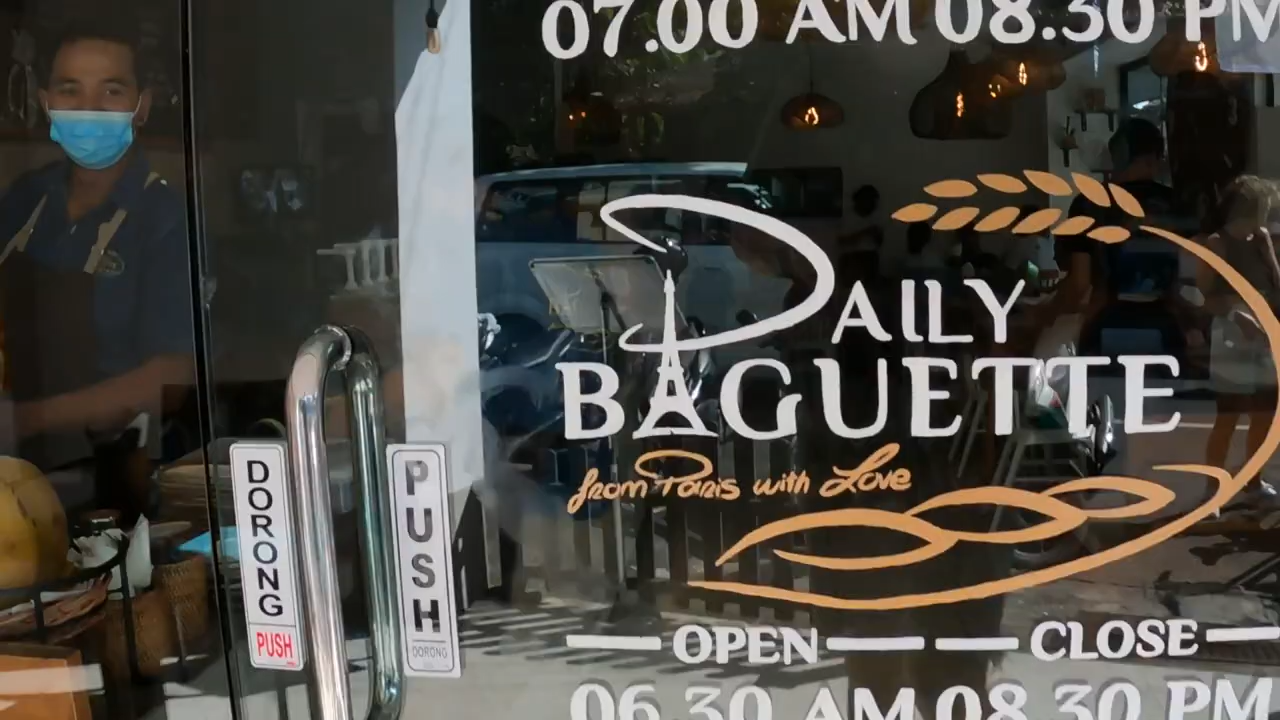 07.00 AM 08.30 PM
DAILY
BAGUETTE
from Paris with Love
OPEN CLOSE
06.30 AM 08.30 PM
DORONG
PUSH
PUSH
DORONG